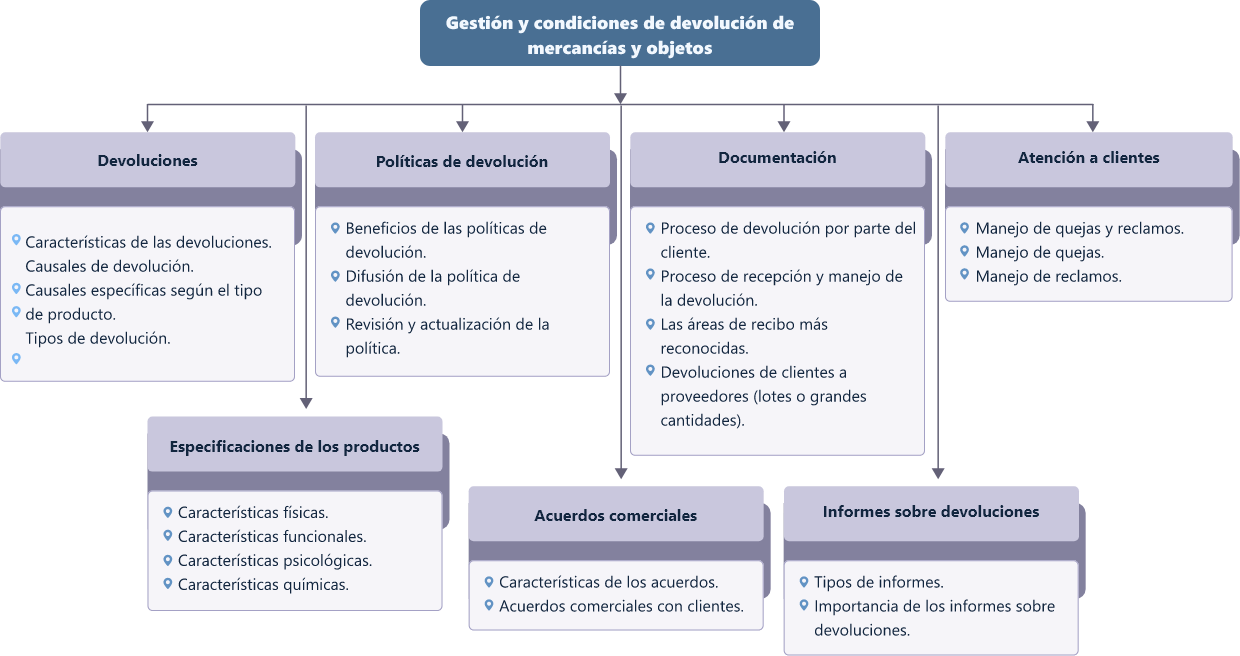 Gestión y condiciones de devolución de
mercancías y objetos
Devoluciones
Características de las devoluciones.
Causales de devolución.
Causales específicas según el tipo
de producto.
Tipos de devolución.
Políticas de devolución
Beneficios de las políticas de
devolución.
Difusión de la política de
devolución.
Revisión y actualización de la
política.
Documentación
Proceso de devolución por parte del
cliente.
Proceso de recepción y manejo de
la devolución.
Las áreas de recibo más
reconocidas.
Devoluciones de clientes a
proveedores (lotes o grandes
cantidades).
Atención a clientes
Manejo de quejas y reclamos.
Manejo de quejas.
Manejo de reclamos.
Especificaciones de los productos
Características físicas.
Características funcionales.
Características psicológicas.
Características químicas.
Acuerdos comerciales
Características de los acuerdos.
Acuerdos comerciales con clientes.
Informes sobre devoluciones
Tipos de informes.
Importancia de los informes sobre
devoluciones.